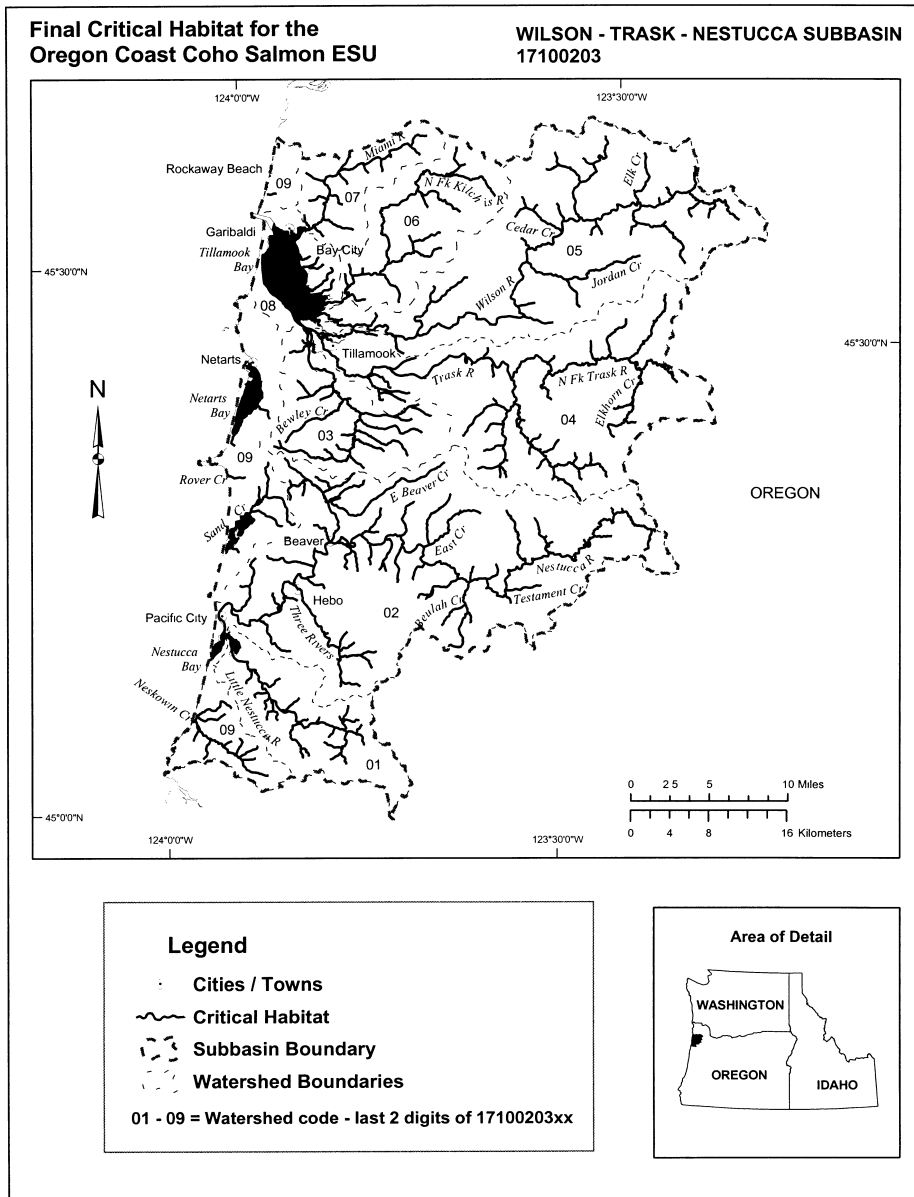 Final Critical Habitat for the
Oregon Coast Coho Salmon ESU
WILSON - TRASK - NESTUCCA SUBBASIN
17100203
124°0'0"W
123°30'0"W
Miami R
Rockaway Beach
09
07
N Fk Kilchis R
Elk Cr
06
Garibaldi
Cedar Cr
Tillamook
Bay
Bay City
05
45°30'0"N
Jordan Cr
Wilson R
08
45°30'0"N
Tillamook
Netarts
Trask R
N Fk Trask R
N
Netarts
Bay
Elkhorn Cr
Bewley Cr
04
03
09
Rover Cr
E Beaver Cr
OREGON
Sand Cr
Beaver
East Cr
Nestucca R
Testament Cr
Hebo
Beulah Cr
02
Pacific City
Three Rivers
Nestucca
Bay
Little Nestucca R
Neskowin Cr
09
01
0 2 5 5 10 Miles
45°0'0"N
0 4 8 16 Kilometers
124°0'0"W
123°30'0"W
Legend
Cities / Towns
Critical Habitat
Subbasin Boundary
Watershed Boundaries
01 - 09 = Watershed code - last 2 digits of 17100203xx
Area of Detail
WASHINGTON
OREGON
IDAHO